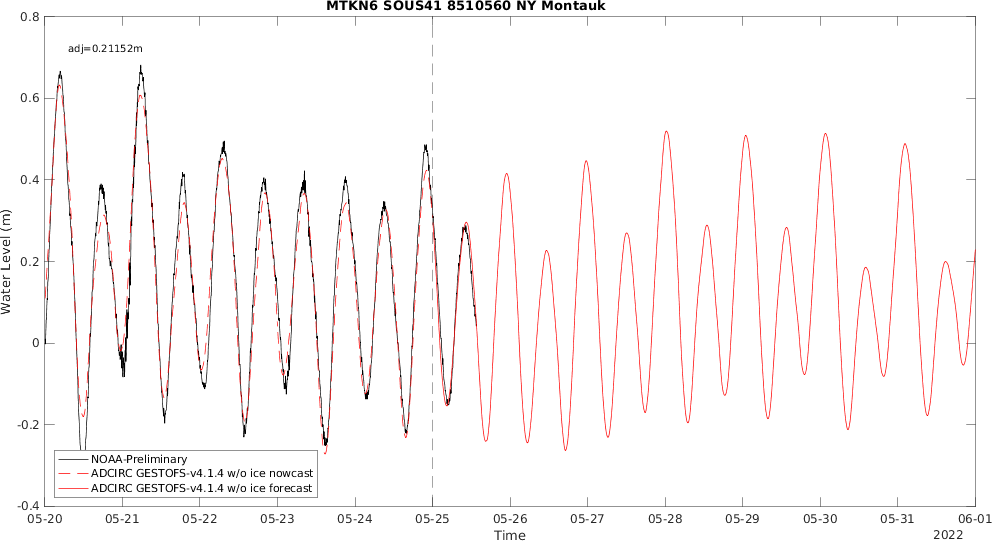 MTKN6 SOUS41 8510560 NY Montauk
adj=0.21152m
0.8
0.6
0.4
0.2
0
-0.2
-0.4
Water Level (m)
NOAA-Preliminary
ADCIRC GESTOFS-v4.1.4 w/o ice nowcast
ADCIRC GESTOFS-v4.1.4 w/o ice forecast
05-20 05-21 05-22 05-23 05-24 05-25 05-26 05-27 05-28 05-29 05-30 05-31 06-01
Time
2022